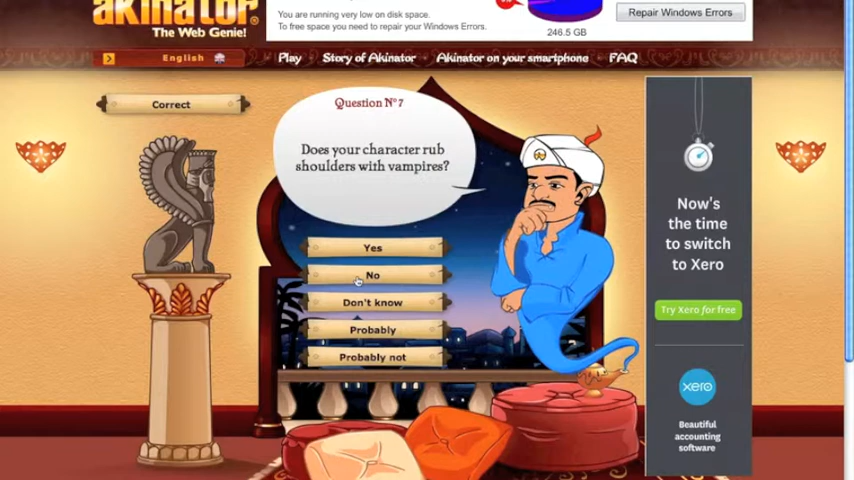 akinator®
The Web Genie!
You are running very low on disk space.
To free space you need to repair your Windows Errors.
246.5 GB
Repair Windows Errors
English
Play
Story of Akinator
Akinator on your smartphone
FAQ
Correct
Question N°7
Does your character rub
shoulders with vampires?
Yes
No
Don't know
Probably
Probably not
Now's
the time
to switch
to Xero
Try Xero for free
xero
Beautiful
accounting
software